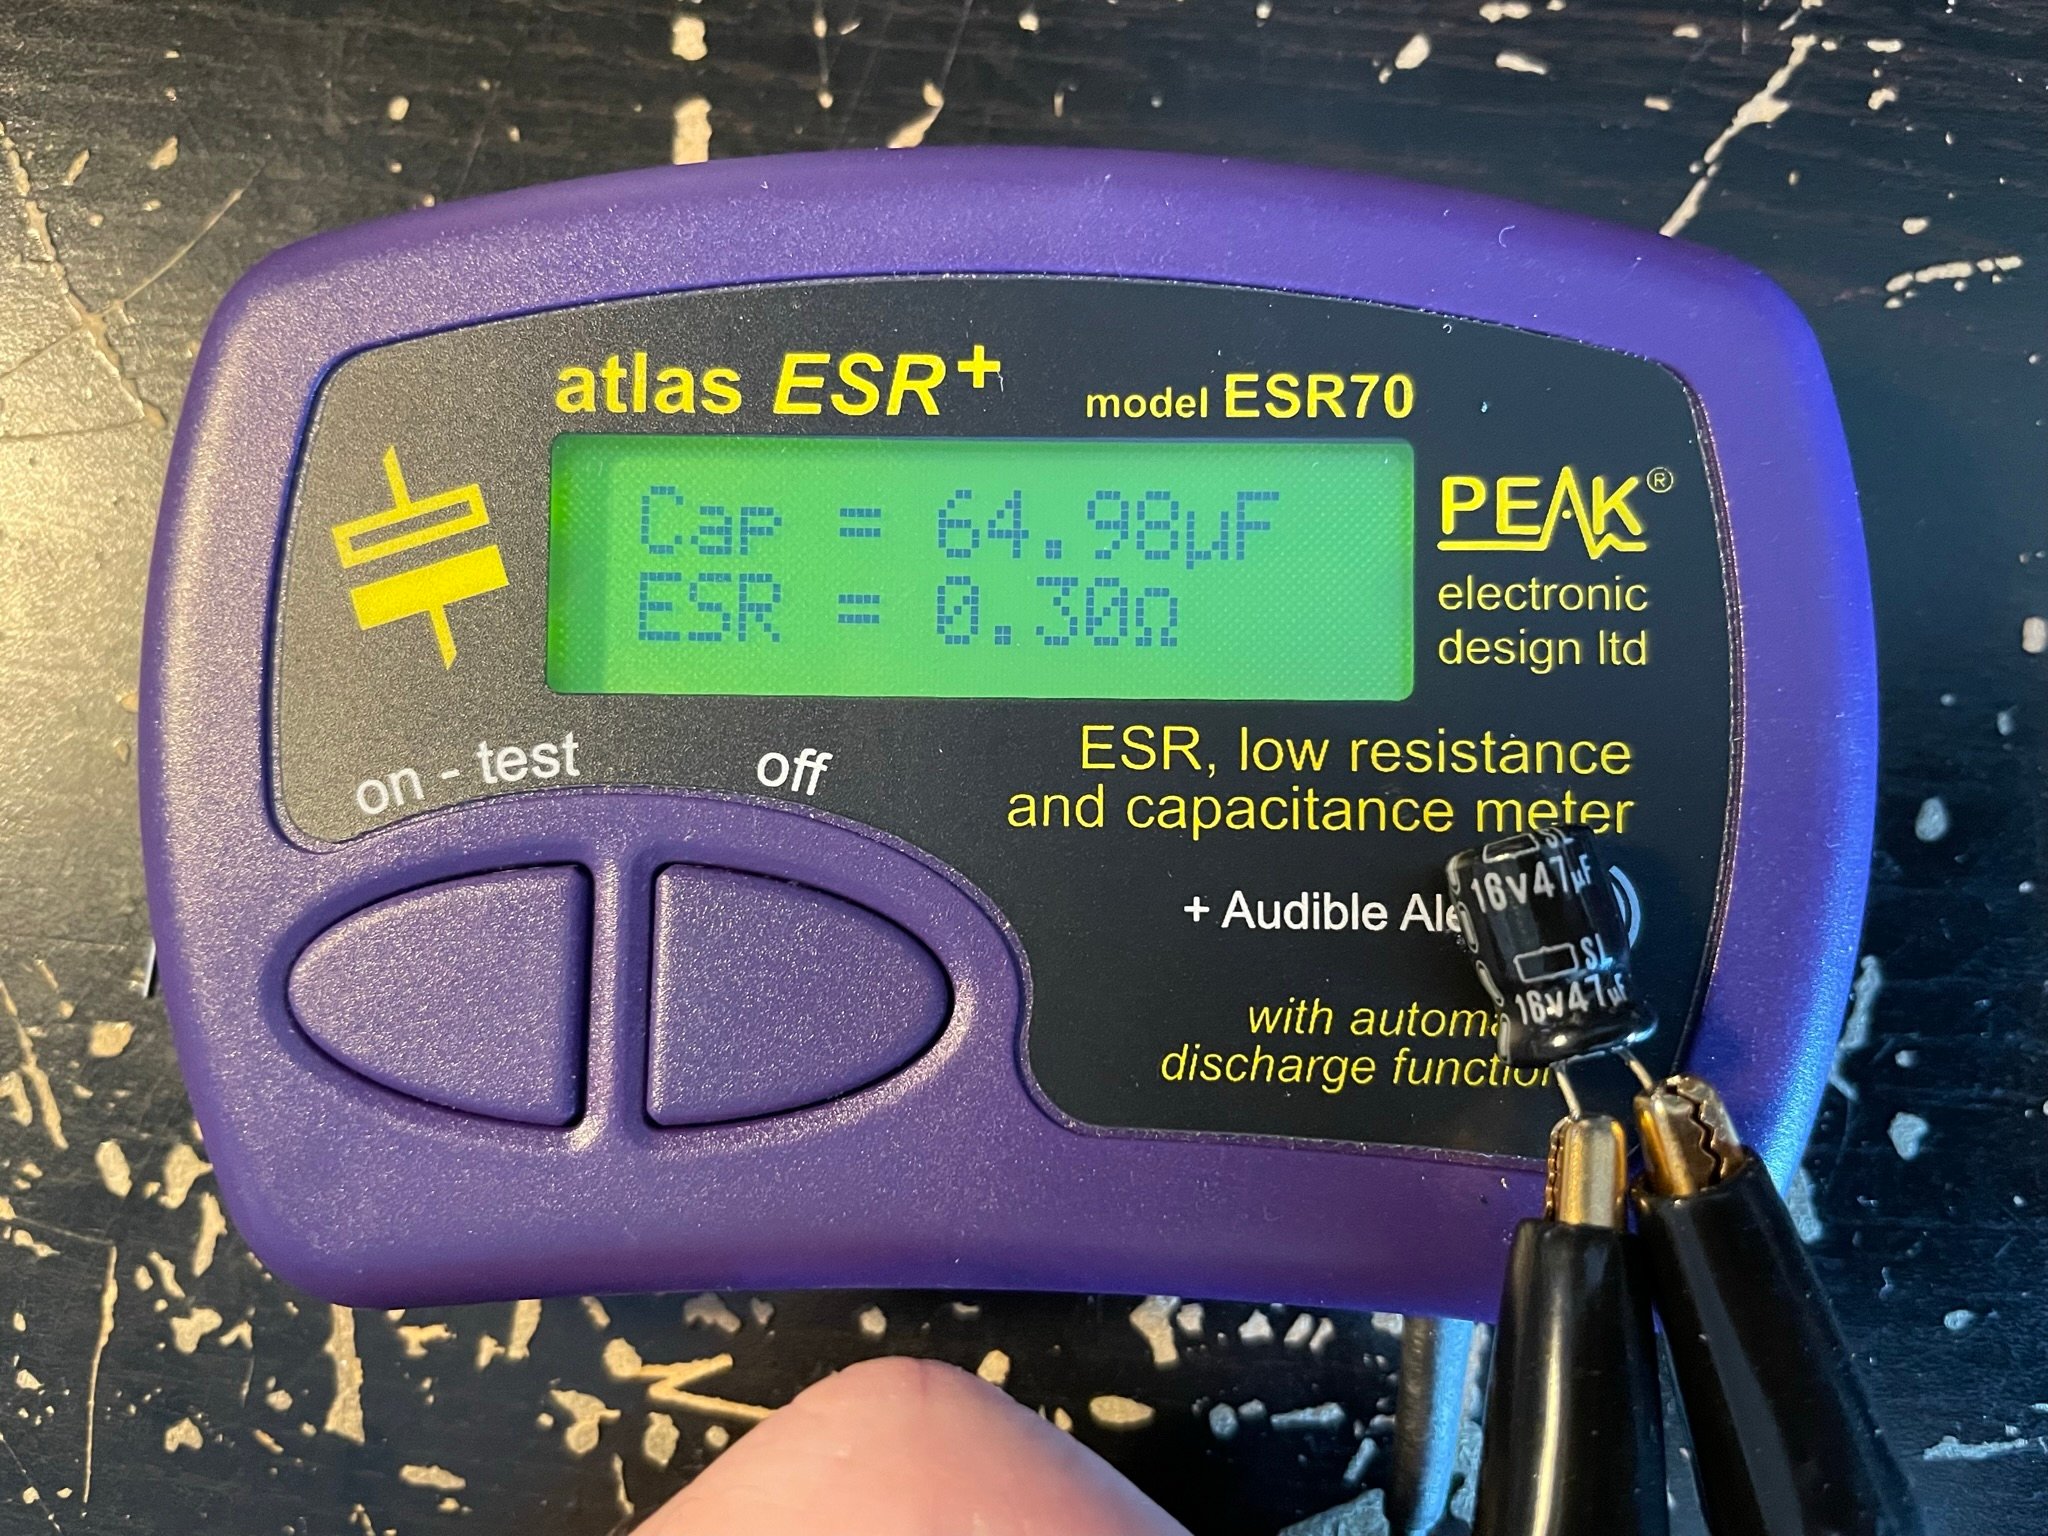 atlas ESR+ model ESR70
Cap = 64.98µF
ESR = 0.30Ω
PEAK®
electronic
design ltd
on - test
off
ESR, low resistance
and capacitance meter
+ Audible Ale
with automa
discharge function
SL
16v47µF
SL
16v47µF